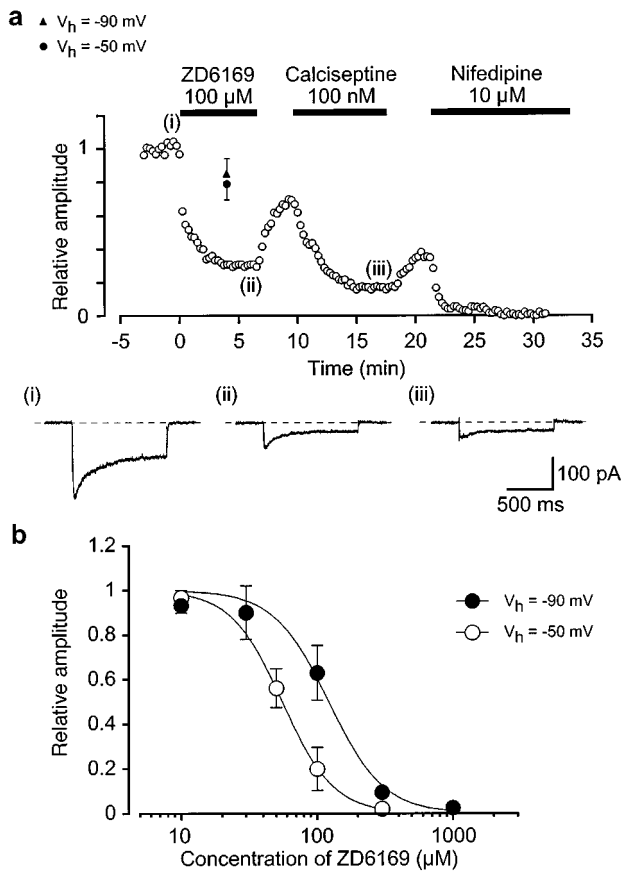 a
▲ Vh = -90 mV
● Vh = -50 mV
ZD6169
100 µM
Calciseptine
100 nM
Nifedipine
10 µM
Relative amplitude
1
0
(i)
(ii)
(iii)
-5 0 5 10 15 20 25 30 35
Time (min)
(i)
(ii)
(iii)
100 pA
500 ms
b
Relative amplitude
1.2
1
0.8
0.6
0.4
0.2
0
Vh = -90 mV
Vh = -50 mV
10 100 1000
Concentration of ZD6169 (µM)